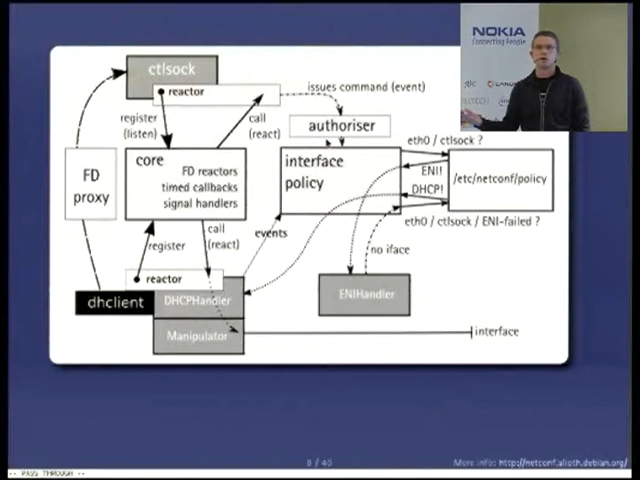 NOKIA
Connecting People
ctlsock
reactor
issues command (event)
register
(listen)
call
(react)
authoriser
FD
proxy
core
FD reactors
timed callbacks
signal handlers
interface
policy
eth0 / ctlsock ?
ENI!
DHCP!
/etc/netconf/policy
eth0 / ctlsock / ENI-failed ?
register
call
(react)
events
no iface
reactor
dhclient
DHCPHandler
ENIHandler
Manipulator
interface
8 / 40
More info: http://netconf.alioth.debian.org/
-- PASS THROUGH --